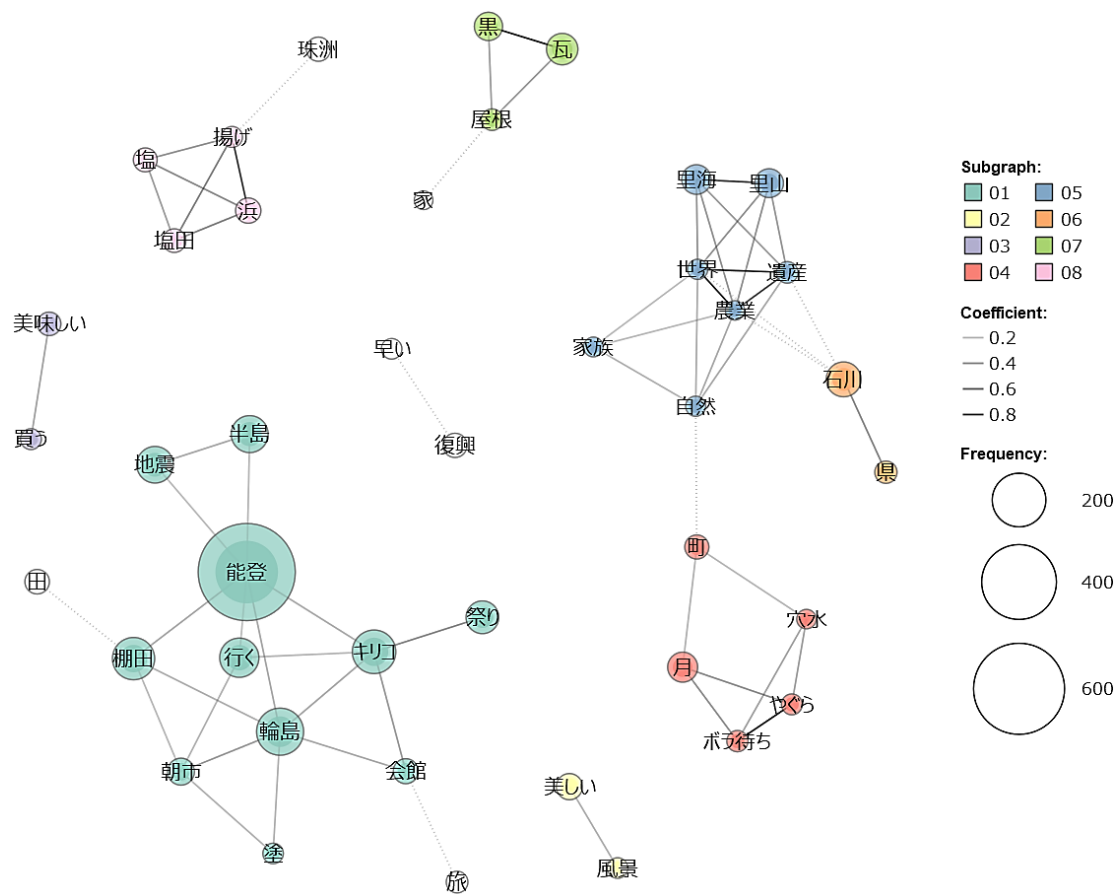 黒
瓦
珠洲
屋根
揚げ
塩
浜
塩田
家
里海
里山
世界
遺産
農業
家族
自然
石川
県
美味しい
買う
早い
復興
半島
地震
能登
田
棚田
行く
キリコ
祭り
輪島
朝市
会館
塗
旅
町
穴水
月
やぐら
ボラ待ち
美しい
風景
Subgraph:
01 05
02 06
03 07
04 08
Coefficient:
0.2
0.4
0.6
0.8
Frequency:
200
400
600